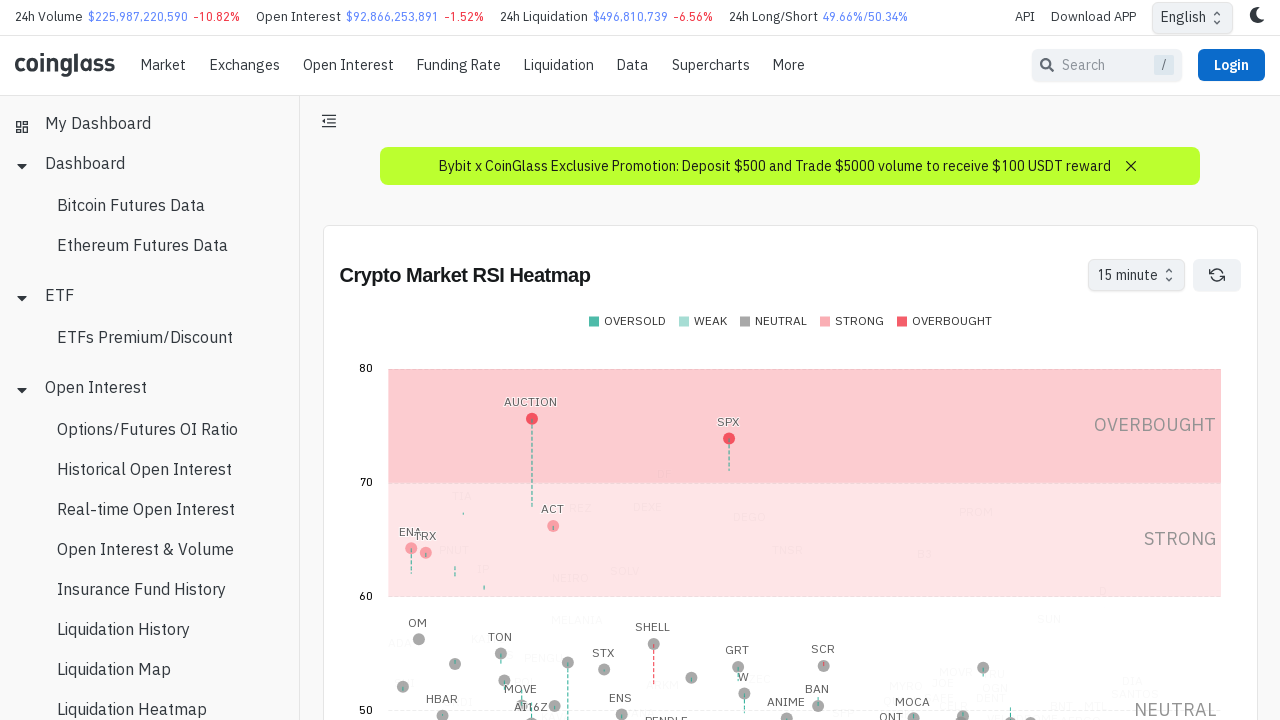 24h Volume $225,987,220,590 -10.82% Open Interest $92,866,253,891 -1.52% 24h Liquidation $496,810,739 -6.56% 24h Long/Short 49.66%/50.34% API Download APP English
coinglass Market Exchanges Open Interest Funding Rate Liquidation Data Supercharts More Search / Login
My Dashboard
Dashboard
Bitcoin Futures Data
Ethereum Futures Data
ETF
ETFs Premium/Discount
Open Interest
Options/Futures OI Ratio
Historical Open Interest
Real-time Open Interest
Open Interest & Volume
Insurance Fund History
Liquidation History
Liquidation Map
Liquidation Heatmap
Bybit x CoinGlass Exclusive Promotion: Deposit $500 and Trade $5000 volume to receive $100 USDT reward
Crypto Market RSI Heatmap 15 minute
OVERSOLD WEAK NEUTRAL STRONG OVERBOUGHT
80
AUCTION
SPX
OVERBOUGHT
70
ACT
ENA
TRX
STRONG
60
OM
SHELL
TON
STX
GRT
SCR
W
MOVE
BAN
HBAR
ENS
ANIME
MOCA
AI16Z
50
NEUTRAL
ONT
PENDLE